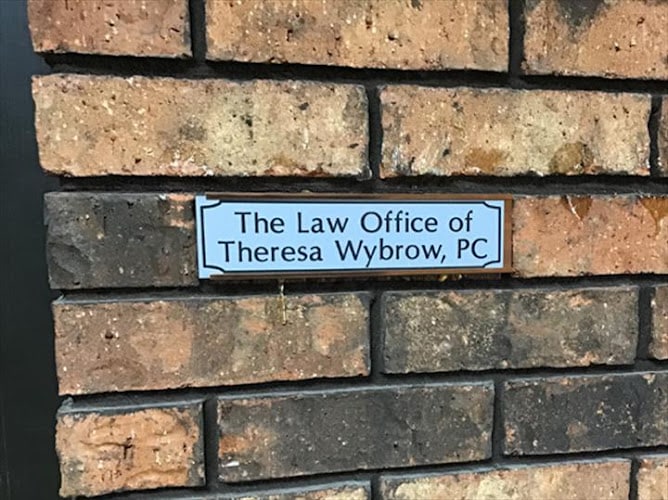 The Law Office of
Theresa Wybrow, PC